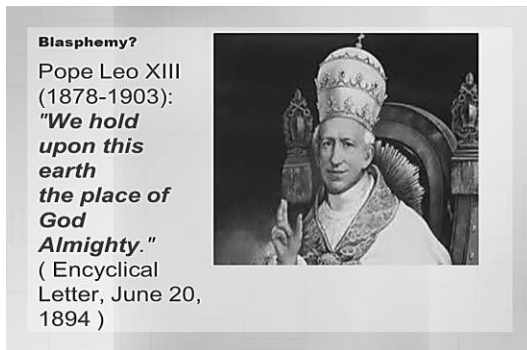 Blasphemy?
Pope Leo XIII
(1878-1903):
"We hold
upon this
earth
the place of
God
Almighty."
( Encyclical
Letter, June 20,
1894 )